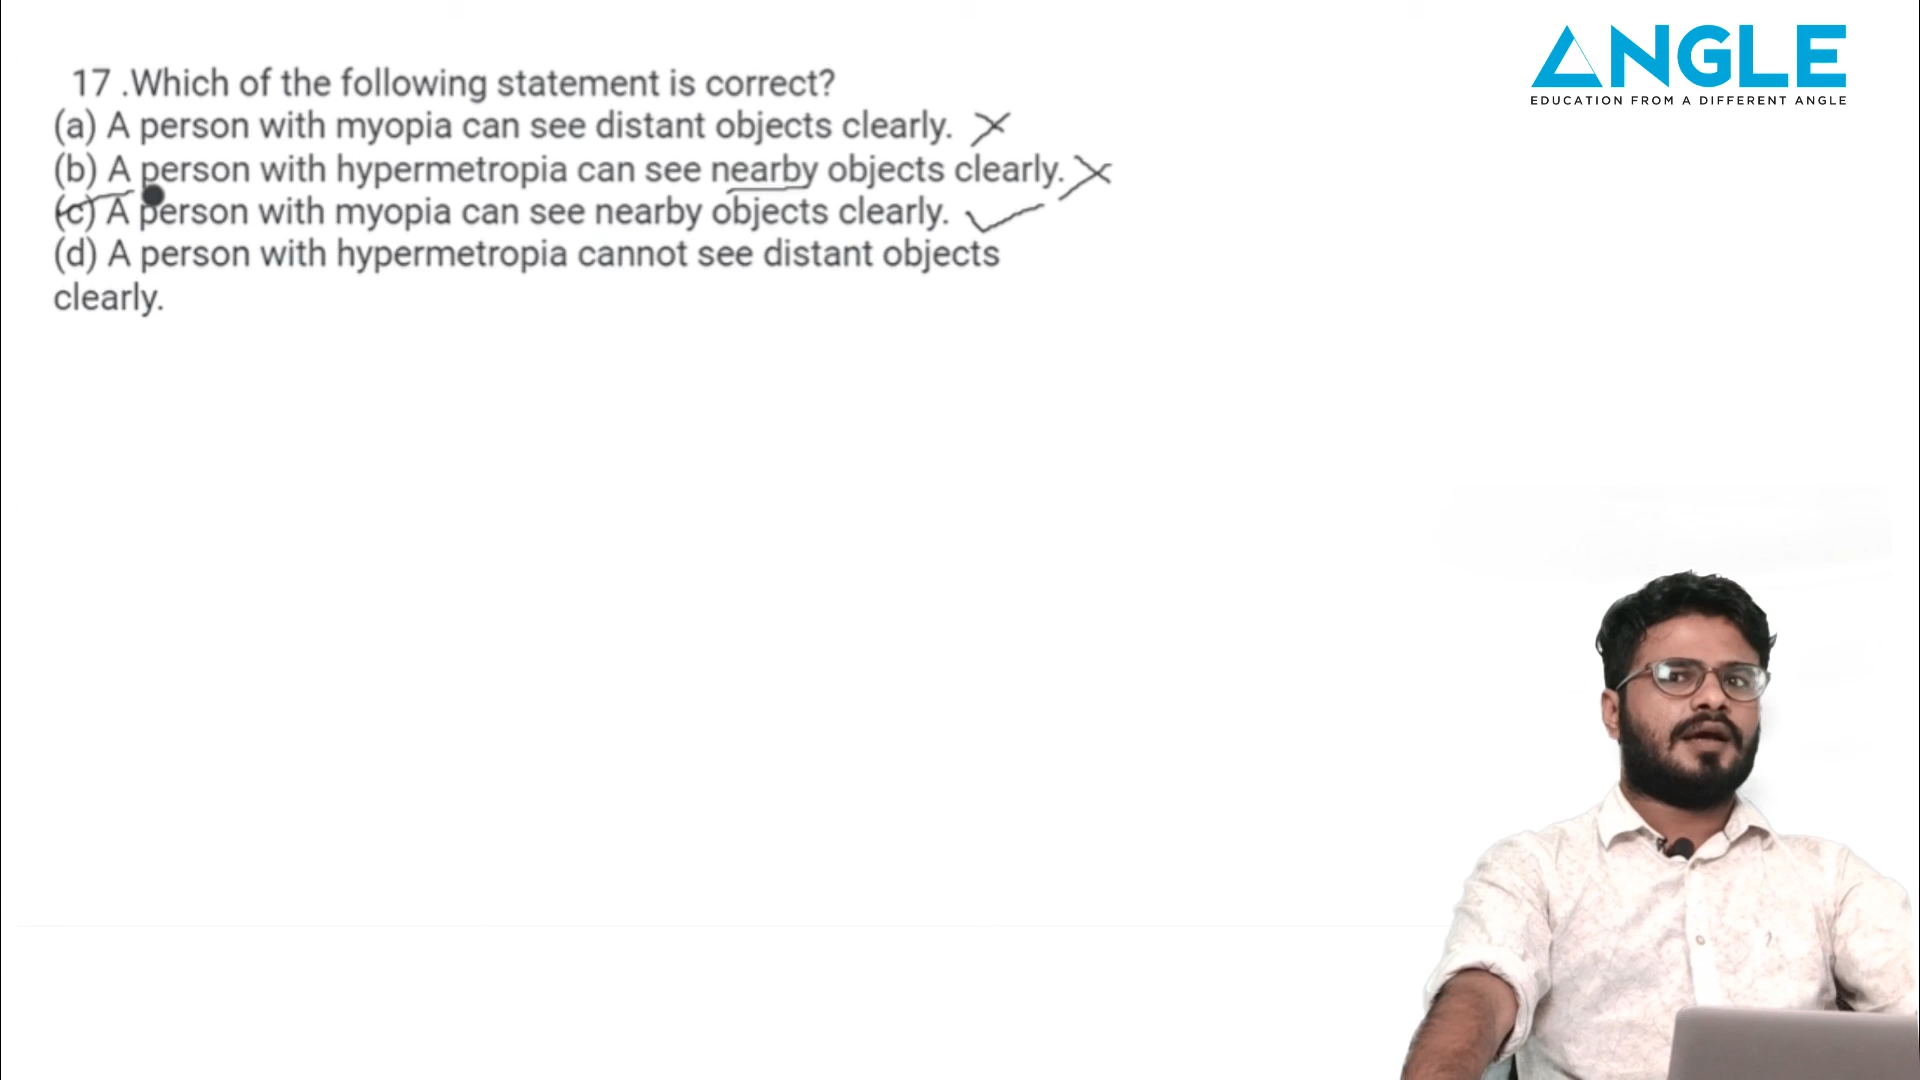 ANGLE
EDUCATION FROM A DIFFERENT ANGLE
17 .Which of the following statement is correct?
(a) A person with myopia can see distant objects clearly.
(b) A person with hypermetropia can see nearby objects clearly.
(c) A person with myopia can see nearby objects clearly.
(d) A person with hypermetropia cannot see distant objects
clearly.